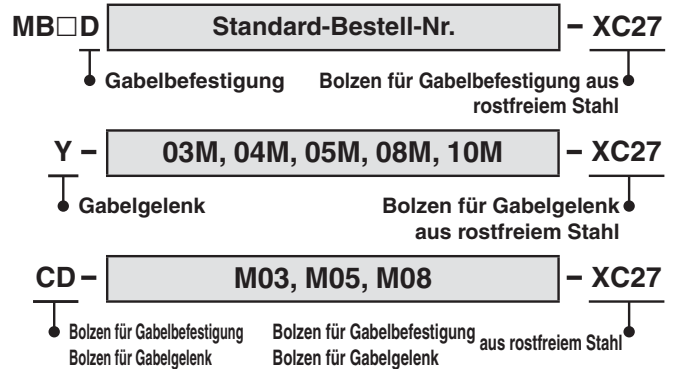 MB□D Standard-Bestell-Nr. – XC27
Gabelbefestigung Bolzen für Gabelbefestigung aus
rostfreiem Stahl
Y – 03M, 04M, 05M, 08M, 10M – XC27
Gabelgelenk Bolzen für Gabelgelenk
aus rostfreiem Stahl
CD – M03, M05, M08 – XC27
Bolzen für Gabelbefestigung Bolzen für Gabelbefestigung aus rostfreiem Stahl
Bolzen für Gabelgelenk Bolzen für Gabelgelenk